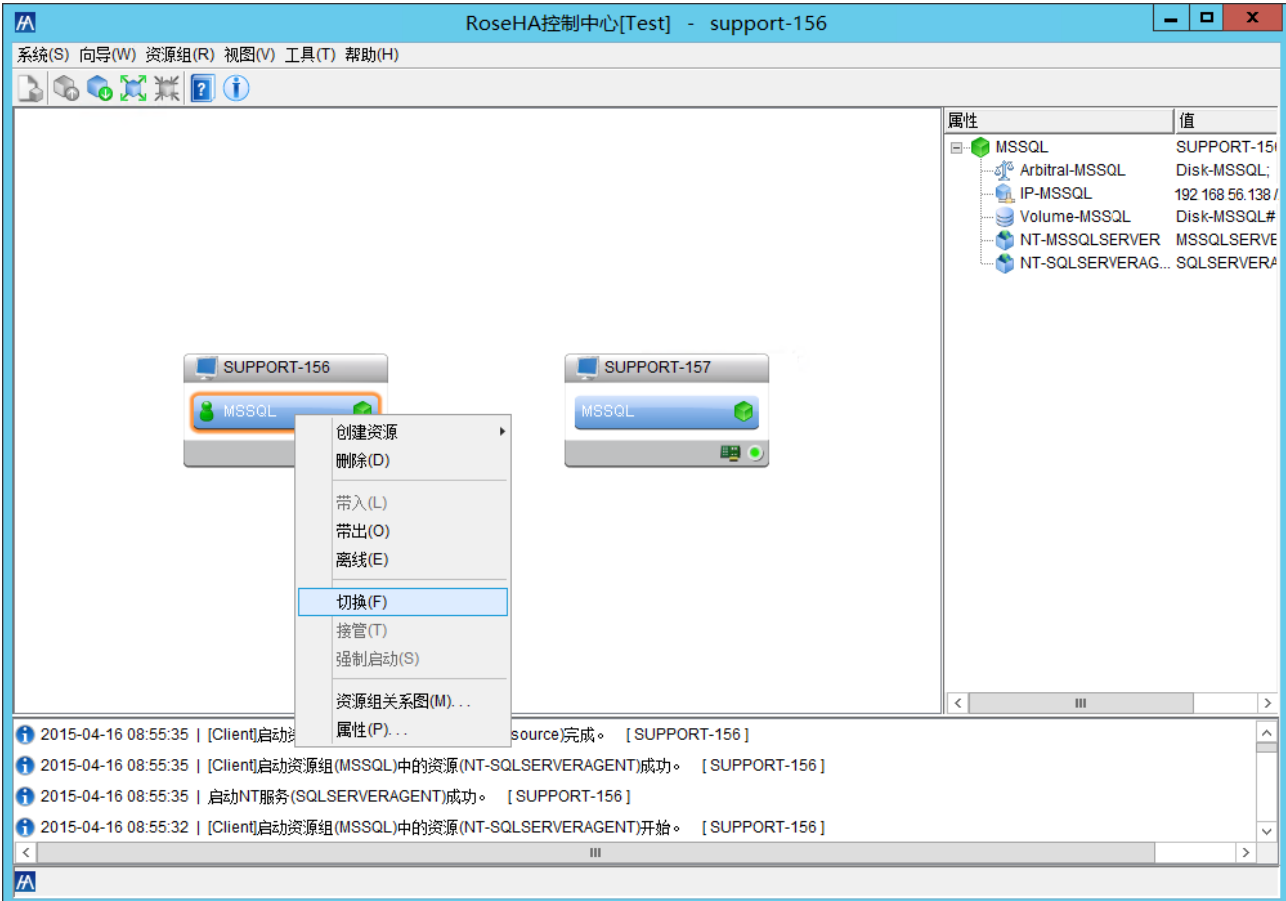 RoseHA控制中心[Test] - support-156
系统(S) 向导(W) 资源组(R) 视图(V) 工具(T) 帮助(H)
属性 值
MSSQL SUPPORT-15
Arbitral-MSSQL Disk-MSSQL;
IP-MSSQL 192 168 56.138 /
Volume-MSSQL Disk-MSSQL#
NT-MSSQLSERVER MSSQLSERVE
NT-SQLSERVERAG... SQLSERVERA
SUPPORT-156
MSSQL
SUPPORT-157
MSSQL
创建资源
删除(D)
带入(L)
带出(O)
离线(E)
切换(F)
接管(T)
强制启动(S)
资源组关系图(M)...
属性(P)...
2015-04-16 08:55:35 | [Client]启动资 source)完成。 [ SUPPORT-156 ]
2015-04-16 08:55:35 | [Client]启动资源组(MSSQL)中的资源(NT-SQLSERVERAGENT)成功。 [ SUPPORT-156 ]
2015-04-16 08:55:35 | 启动NT服务(SQLSERVERAGENT)成功。 [ SUPPORT-156 ]
2015-04-16 08:55:32 | [Client]启动资源组(MSSQL)中的资源(NT-SQLSERVERAGENT)开始。 [ SUPPORT-156 ]